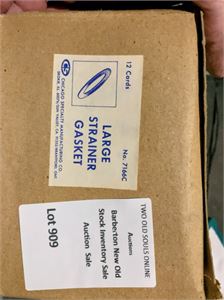 12 Cards
No. 7166C
LARGE
STRAINER
GASKET
CHICAGO SPECIALTY MANUFACTURING CO.
TWO OLD SOULS ONLINE
Auctions
Barberton New Old
Stock Inventory Sale
Auction Sale
Lot 909